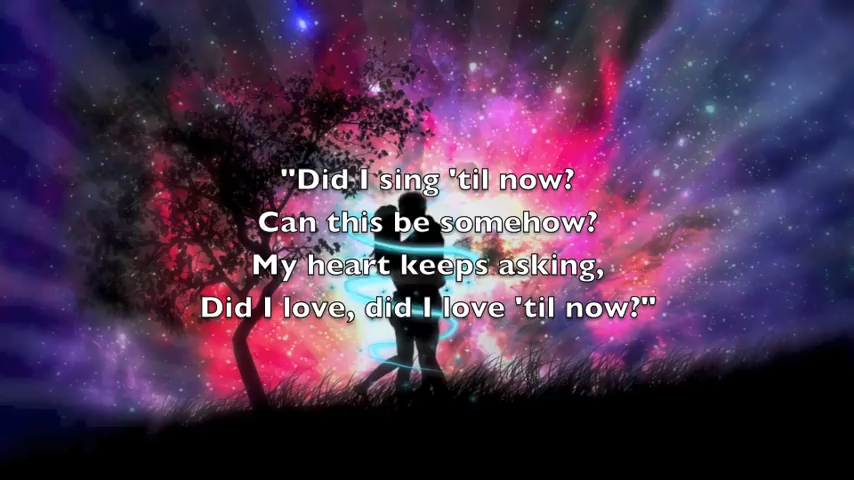 "Did I sing 'til now?
Can this be somehow?
My heart keeps asking,
Did I love, did I love 'til now?"